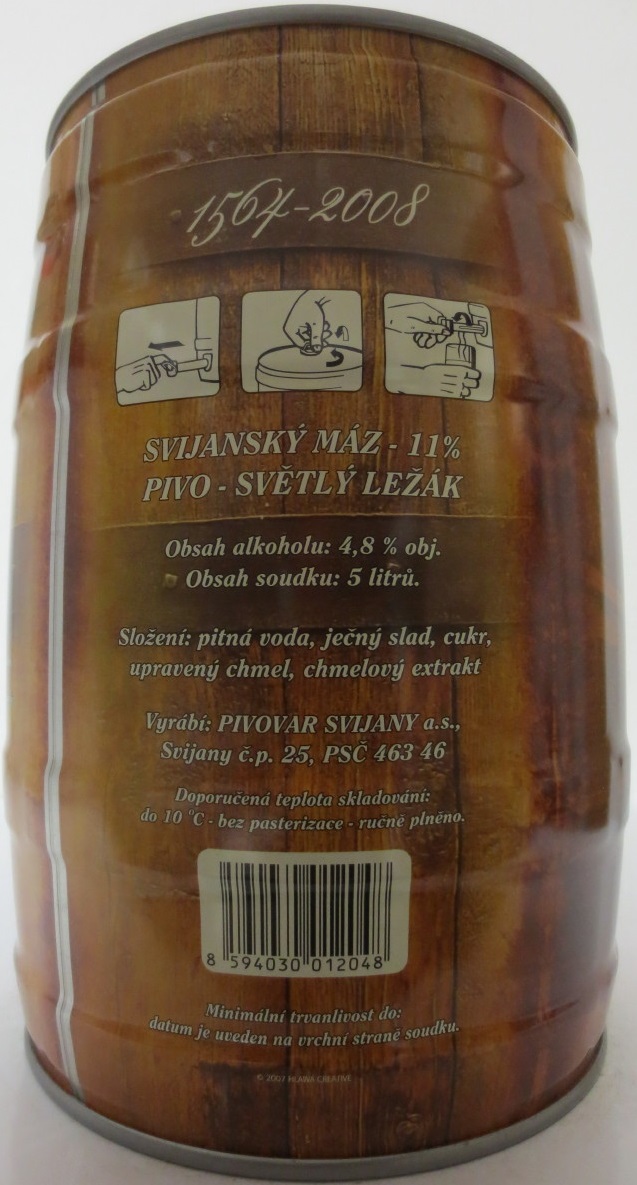 1564-2008
SVIJANSKÝ MÁZ - 11%
PIVO - SVĚTLÝ LEŽÁK
Obsah alkoholu: 4,8 % obj.
Obsah soudku: 5 litrů.
Složení: pitná voda, ječný slad, cukr,
upravený chmel, chmelový extrakt
Vyrábí: PIVOVAR SVIJANY a.s.,
Svijany č.p. 25, PSČ 463 46
Doporučená teplota skladování:
do 10 °C - bez pasterizace - ručně plněno.
8 594030 012048
Minimální trvanlivost do:
datum je uveden na vrchní straně soudku.
© 2007 HLAVA CREATIVE